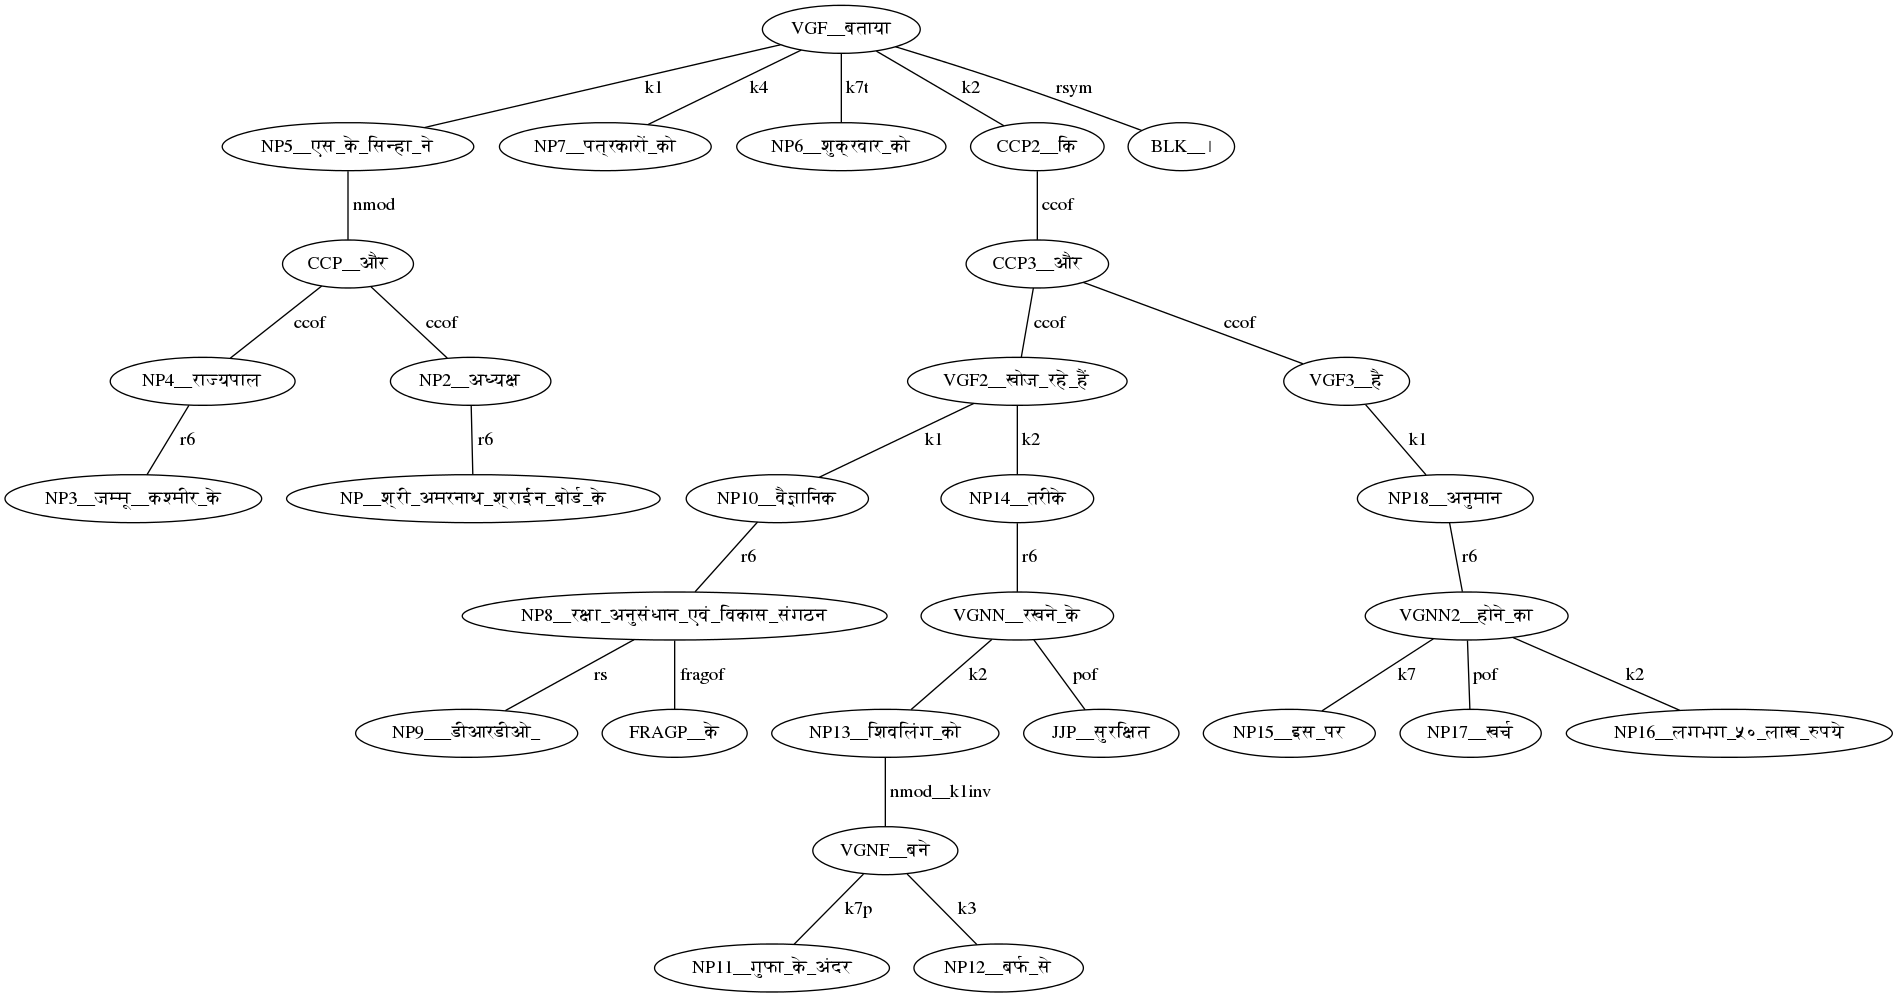 VGF__बताया
k1 k4 k7t k2 rsym
NP5__एस_के_सिन्हा_ने NP7__पत्रकारों_को NP6__शुक्रवार_को CCP2__कि BLK__।
nmod ccof
CCP__और CCP3__और
ccof ccof ccof ccof
NP4__राज्यपाल NP2__अध्यक्ष VGF2__खोज_रहे_हैं VGF3__है
r6 r6 k1 k2 k1
NP3__जम्मू__कश्मीर_के NP__श्री_अमरनाथ_श्राईन_बोर्ड_के NP10__वैज्ञानिक NP14__तरीके NP18__अनुमान
r6 r6 r6
NP8__रक्षा_अनुसंधान_एवं_विकास_संगठन VGNN__रखने_के VGNN2__होने_का
rs fragof k2 pof k7 pof k2
NP9___डीआरडीओ_ FRAGP__के NP13__शिवलिंग_को JJP__सुरक्षित NP15__इस_पर NP17__खर्च NP16__लगभग_५०_लाख_रुपये
nmod__k1inv
VGNF__बने
k7p k3
NP11__गुफा_के_अंदर NP12__बर्फ_से